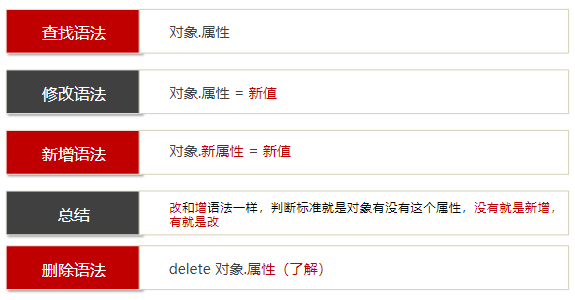 查找语法
对象.属性
修改语法
对象.属性 = 新值
新增语法
对象.新属性 = 新值
总结
改和增语法一样，判断标准就是对象有没有这个属性，没有就是新增，
有就是改
删除语法
delete 对象.属性（了解）